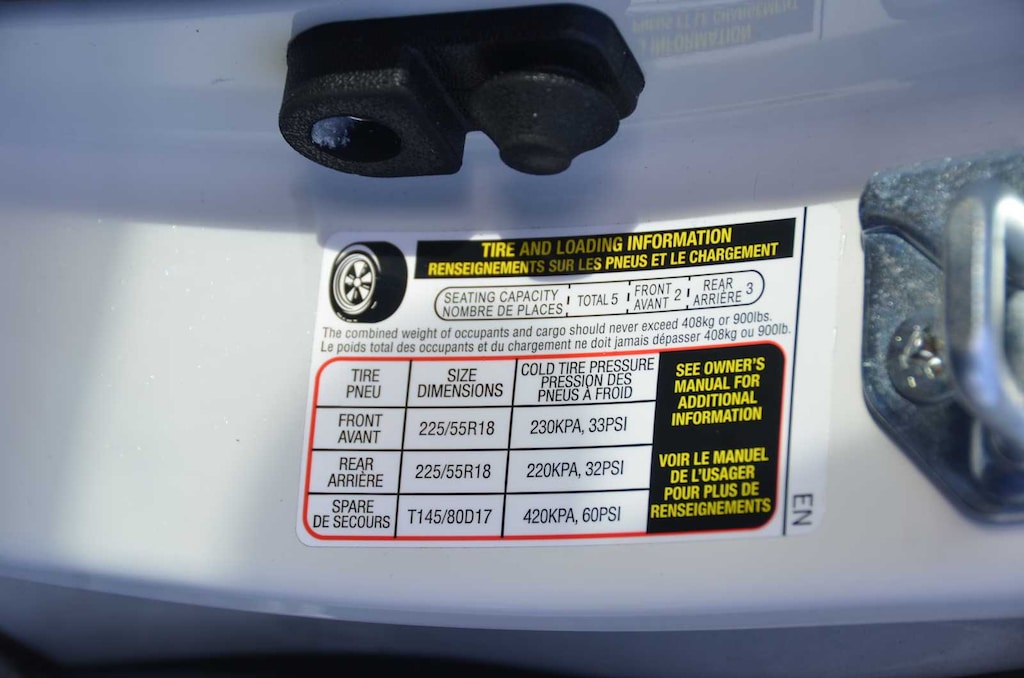 TIRE AND LOADING INFORMATION
RENSEIGNEMENTS SUR LES PNEUS ET LE CHARGEMENT
SEATING CAPACITY
NOMBRE DE PLACES
TOTAL 5
FRONT
AVANT 2
REAR
ARRIÈRE 3
The combined weight of occupants and cargo should never exceed 408kg or 900lbs.
Le poids total des occupants et du chargement ne doit jamais dépasser 408kg ou 900lb.
TIRE
PNEU
SIZE
DIMENSIONS
COLD TIRE PRESSURE
PRESSION DES
PNEUS À FROID
FRONT
AVANT
225/55R18
230KPA, 33PSI
REAR
ARRIÈRE
225/55R18
220KPA, 32PSI
SPARE
DE SECOURS
T145/80D17
420KPA, 60PSI
SEE OWNER'S
MANUAL FOR
ADDITIONAL
INFORMATION
VOIR LE MANUEL
DE L'USAGER
POUR PLUS DE
RENSEIGNEMENTS
EN